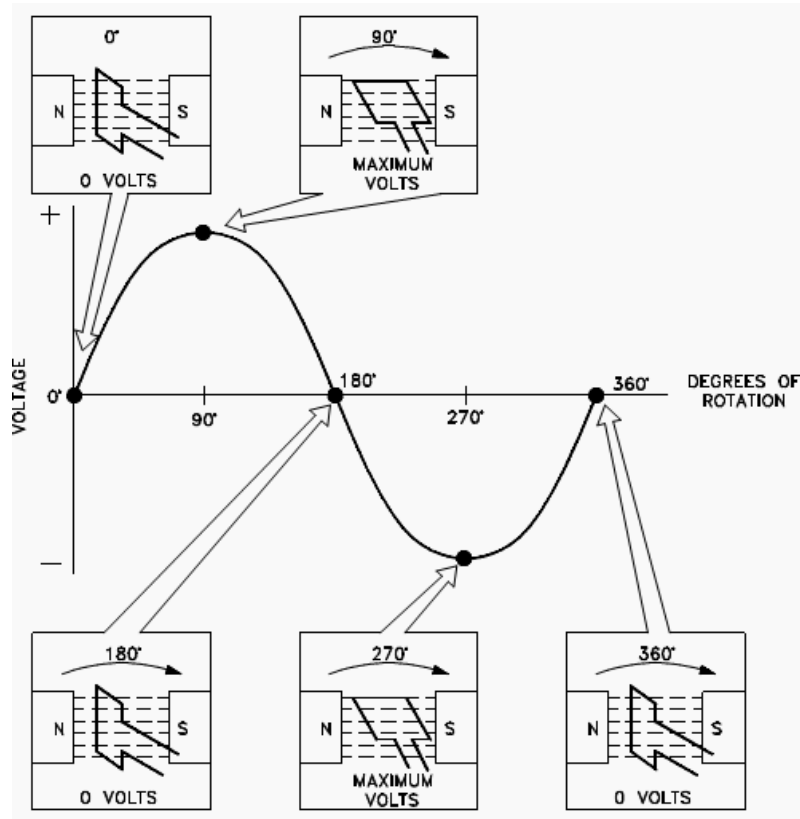 0°
N
S
0 VOLTS
90°
N
S
MAXIMUM
VOLTS
+
VOLTAGE
0°
90°
180°
270°
360°
DEGREES OF
ROTATION
—
180°
N
S
0 VOLTS
270°
N
S
MAXIMUM
VOLTS
360°
N
S
0 VOLTS